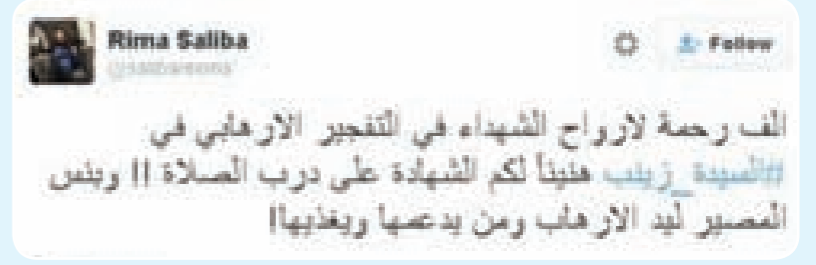 Rima Saliba
Follow
الف رحمة لارواح الشهداء في التفجير الارهابي في
#السيدة_زينب هنيئاً لكم الشهادة على درب الصلاة !! وبئس
المصير ليد الارهاب ومن يدعمها ويغذيها!